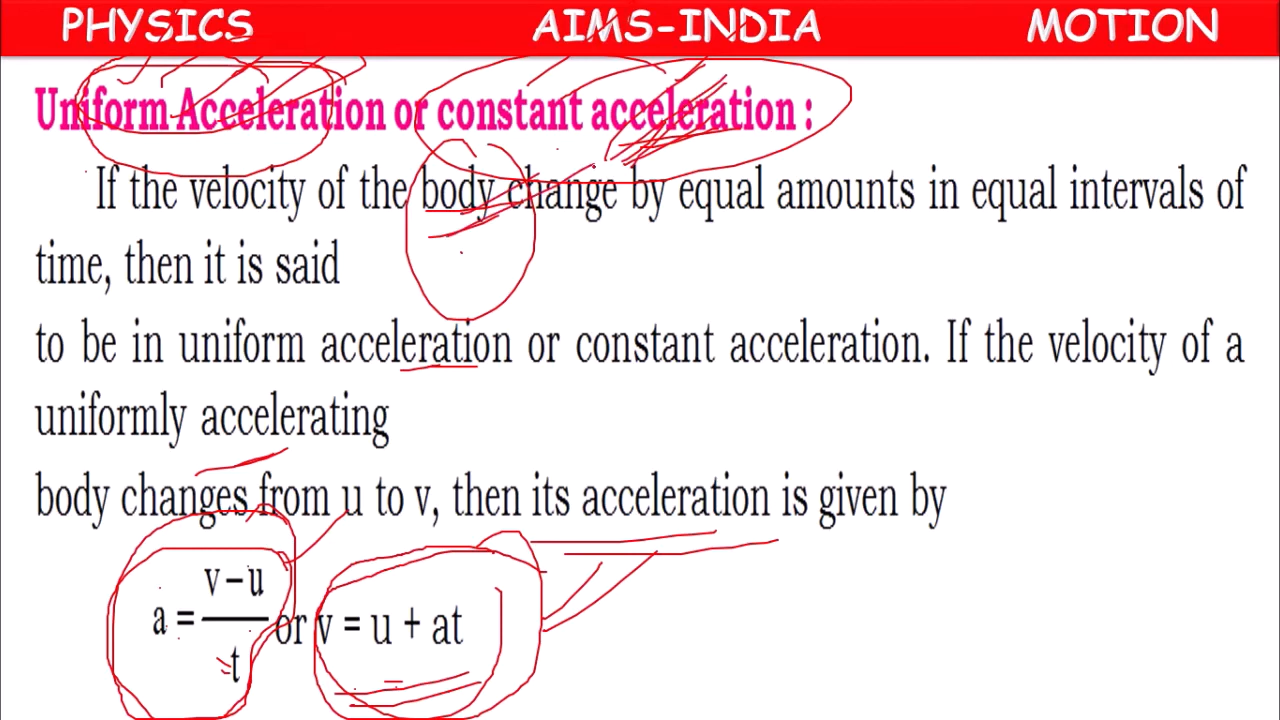 PHYSICS AIMS-INDIA MOTION
Uniform Acceleration or constant acceleration :
If the velocity of the body change by equal amounts in equal intervals of
time, then it is said
to be in uniform acceleration or constant acceleration. If the velocity of a
uniformly accelerating
body changes from u to v, then its acceleration is given by
a = v – u / t or v = u + at